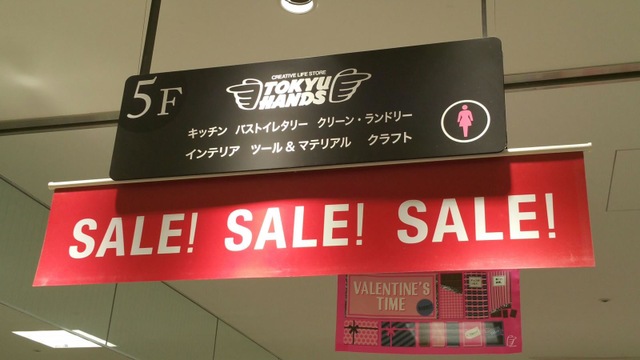 5F
CREATIVE LIFE STORE
TOKYU
HANDS
キッチン バストイレタリー クリーン・ランドリー
インテリア ツール&マテリアル クラフト
SALE! SALE! SALE!
VALENTINE'S
TIME